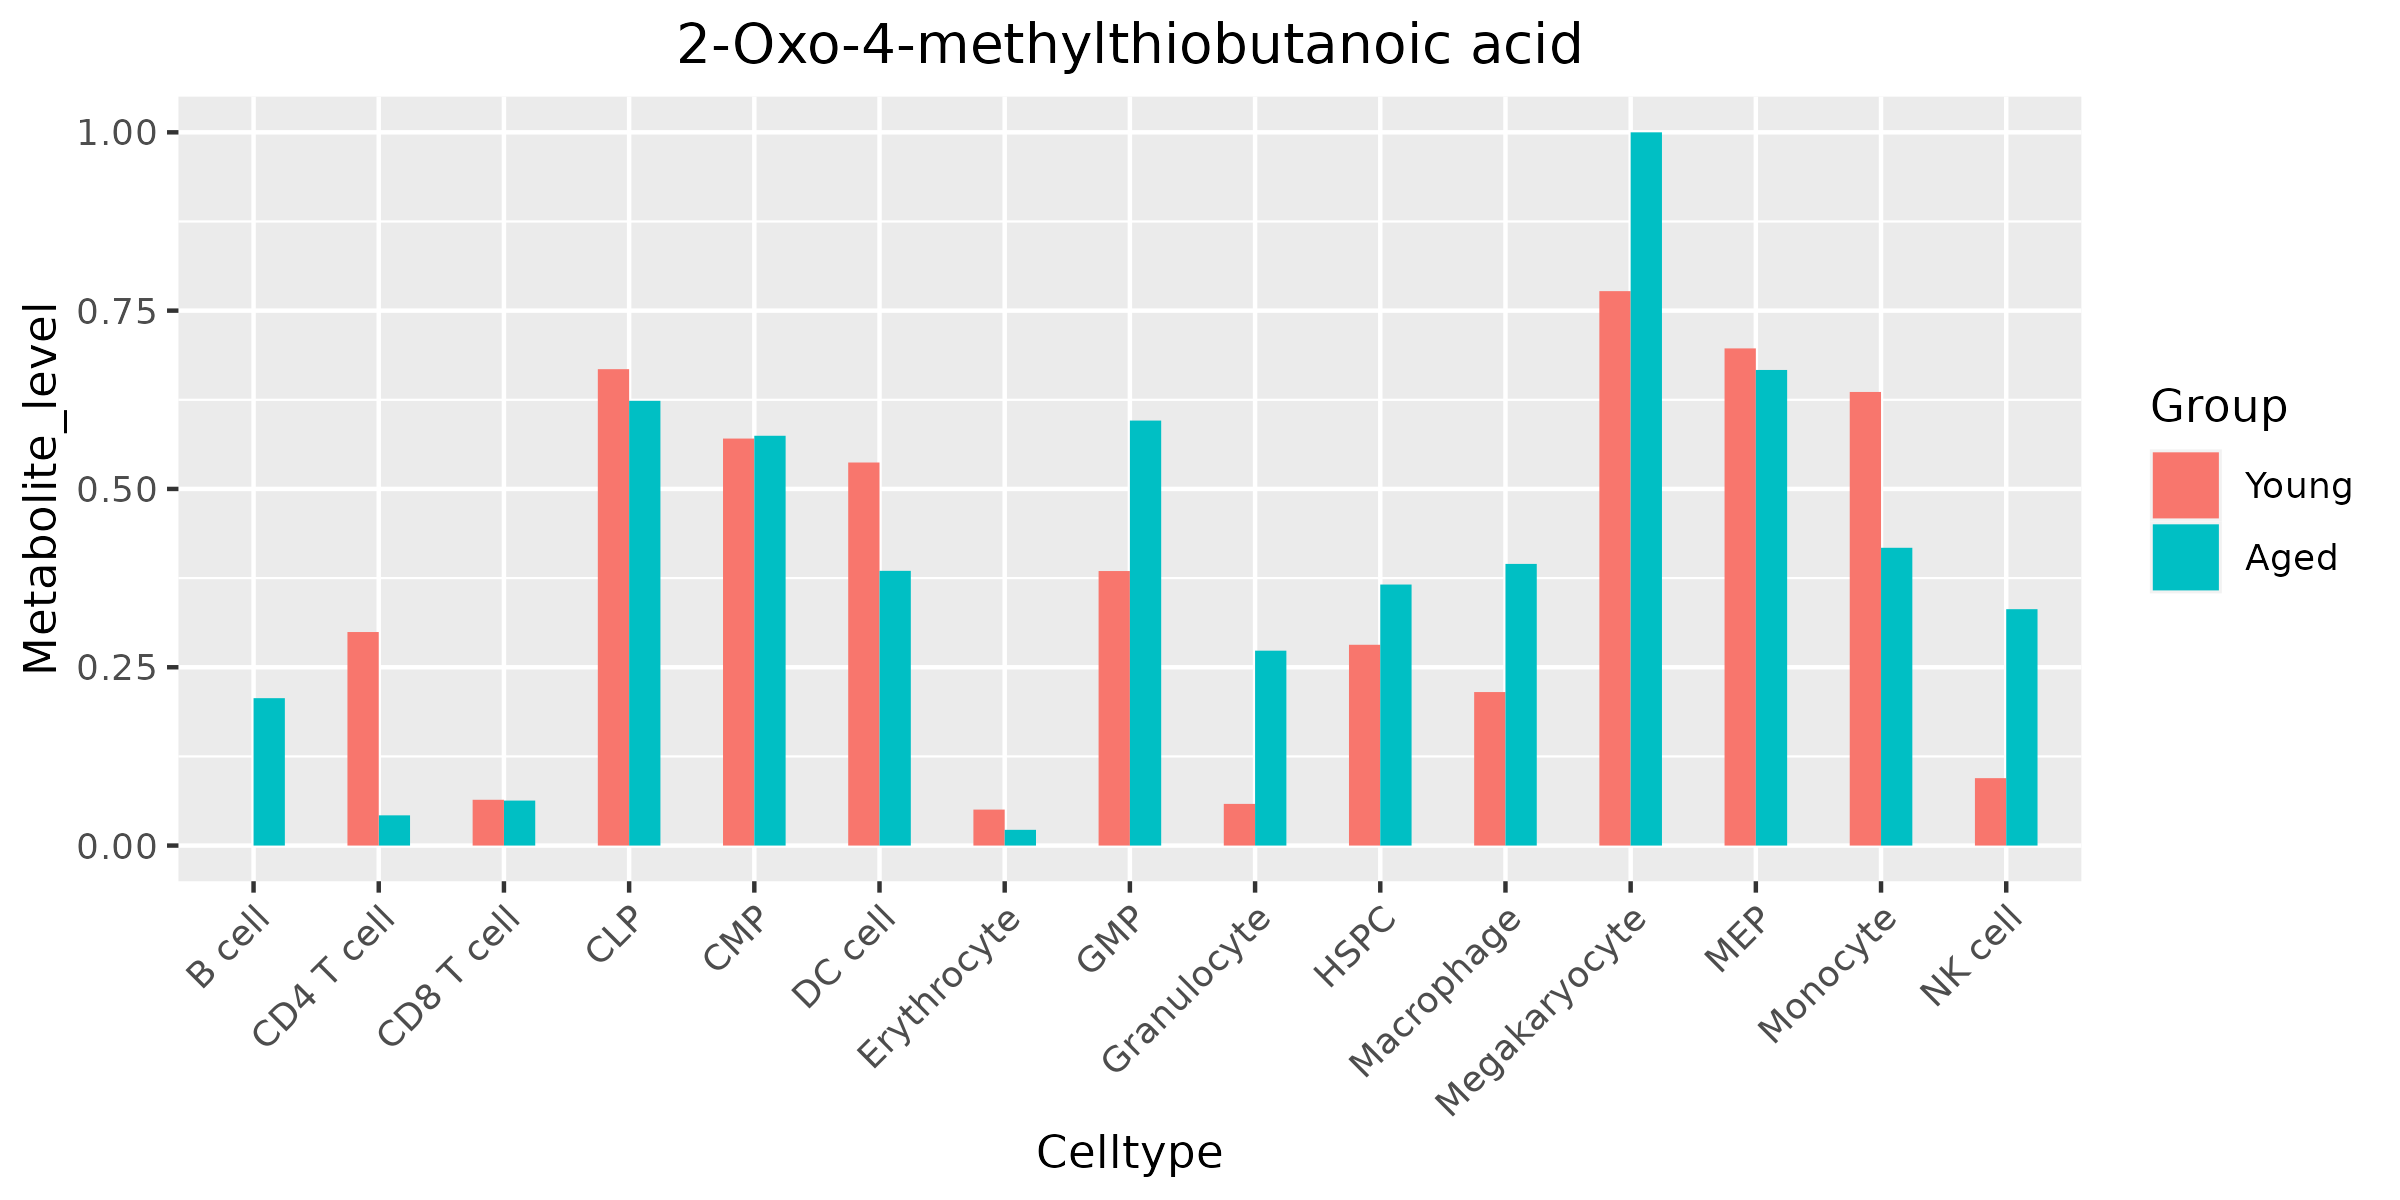 2-Oxo-4-methylthiobutanoic acid
Metabolite_level
1.00
0.75
0.50
0.25
0.00
B cell
CD4 T cell
CD8 T cell
CLP
CMP
DC cell
Erythrocyte
GMP
Granulocyte
HSPC
Macrophage
Megakaryocyte
MEP
Monocyte
NK cell
Celltype
Group
Young
Aged